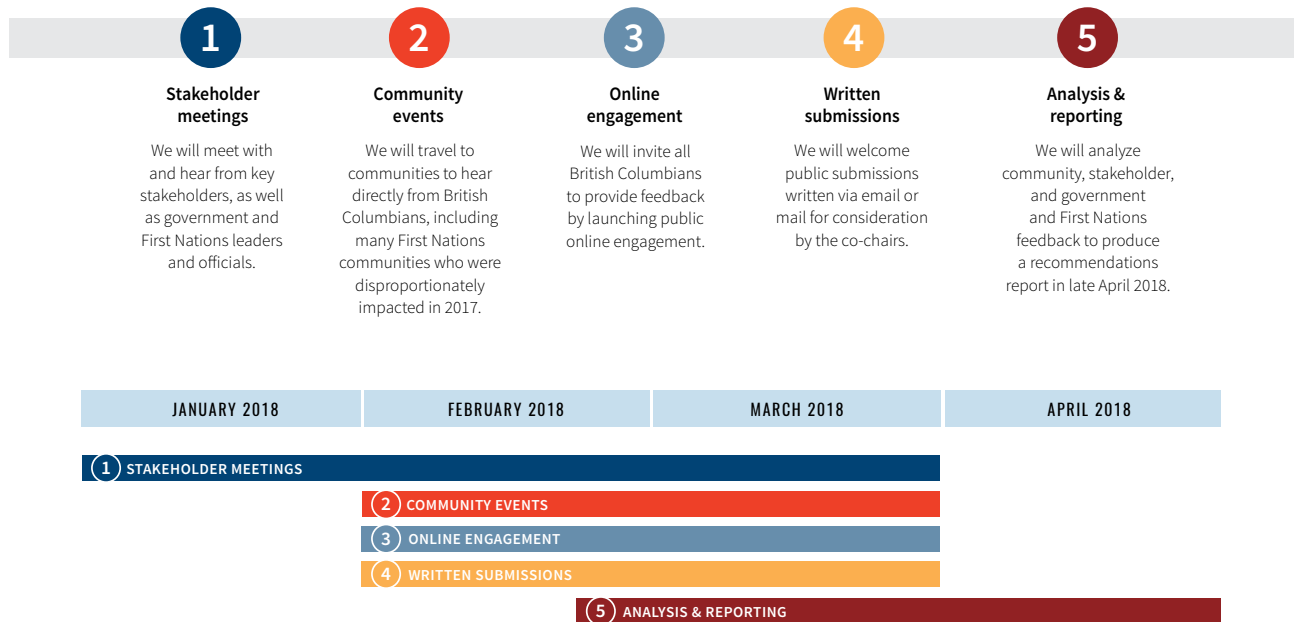 1
Stakeholder
meetings
We will meet with
and hear from key
stakeholders, as well
as government and
First Nations leaders
and officials.
2
Community
events
We will travel to
communities to hear
directly from British
Columbians, including
many First Nations
communities who were
disproportionately
impacted in 2017.
3
Online
engagement
We will invite all
British Columbians
to provide feedback
by launching public
online engagement.
4
Written
submissions
We will welcome
public submissions
written via email or
mail for consideration
by the co-chairs.
5
Analysis &
reporting
We will analyze
community, stakeholder,
and government
and First Nations
feedback to produce
a recommendations
report in late April 2018.
JANUARY 2018
FEBRUARY 2018
MARCH 2018
APRIL 2018
1 STAKEHOLDER MEETINGS
2 COMMUNITY EVENTS
3 ONLINE ENGAGEMENT
4 WRITTEN SUBMISSIONS
5 ANALYSIS & REPORTING